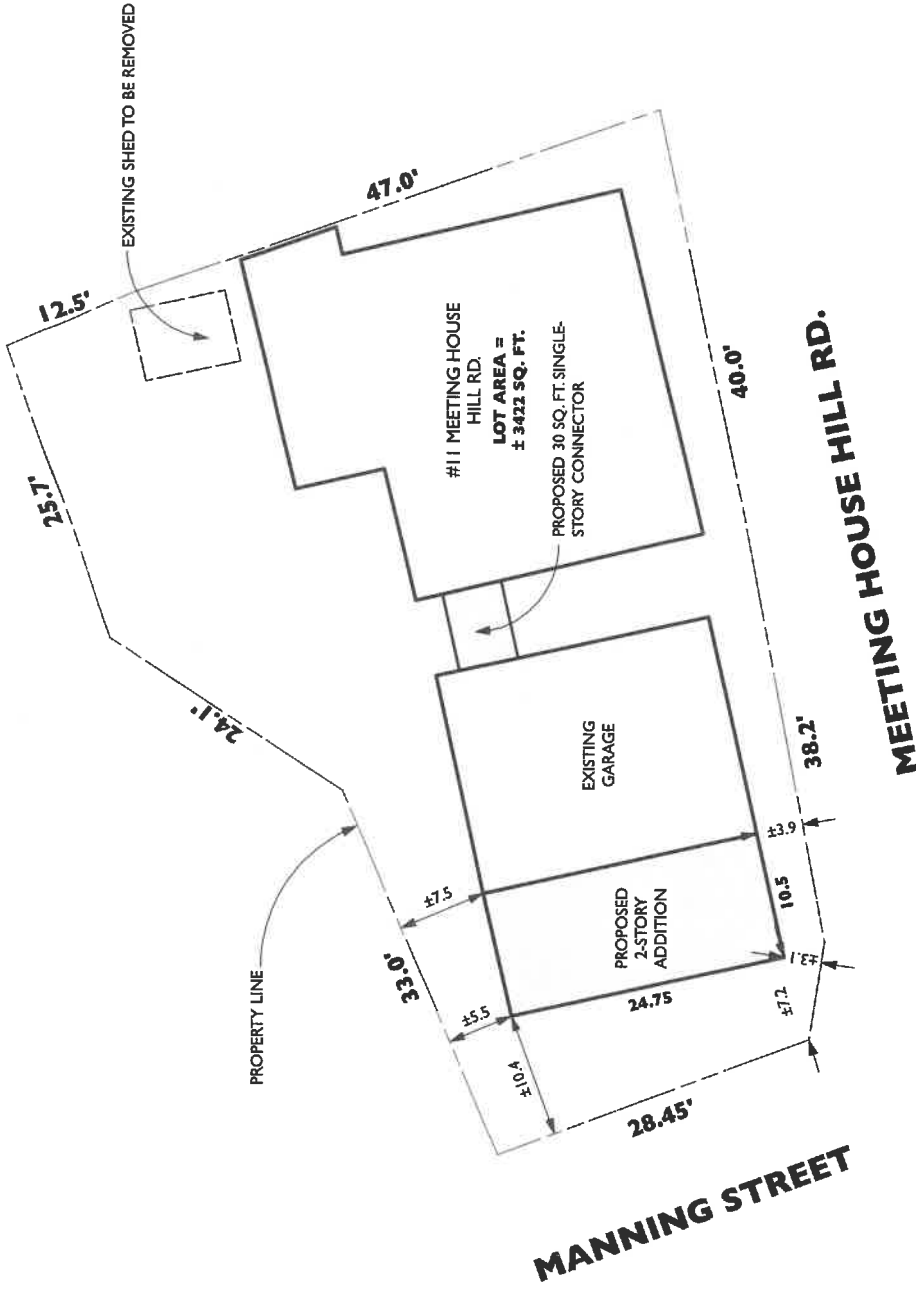 EXISTING SHED TO BE REMOVED
12.5'
47.0'
25.7'
24.1'
#11 MEETING HOUSE
HILL RD.
LOT AREA =
± 3422 SQ. FT.
PROPOSED 30 SQ. FT. SINGLE-
STORY CONNECTOR
40.0'
MEETING HOUSE HILL RD.
EXISTING
GARAGE
38.2'
±3.9
PROPERTY LINE
33.0'
±7.5
±5.5
±10.4
PROPOSED
2-STORY
ADDITION
10.5
24.75
±3.1
±7.2
28.45'
MANNING STREET